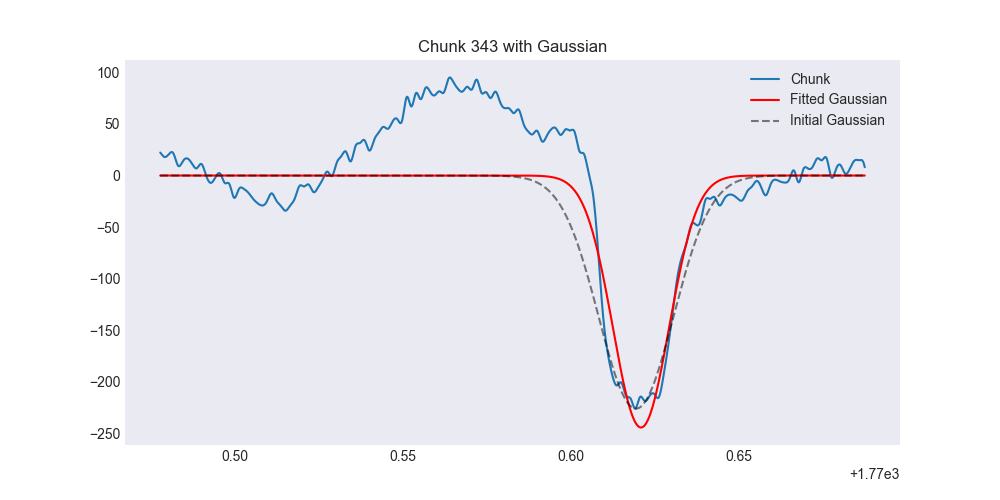 Chunk 343 with Gaussian
100
50
0
−50
−100
−150
−200
−250
Chunk
Fitted Gaussian
Initial Gaussian
0.50
0.55
0.60
0.65
+1.77e3